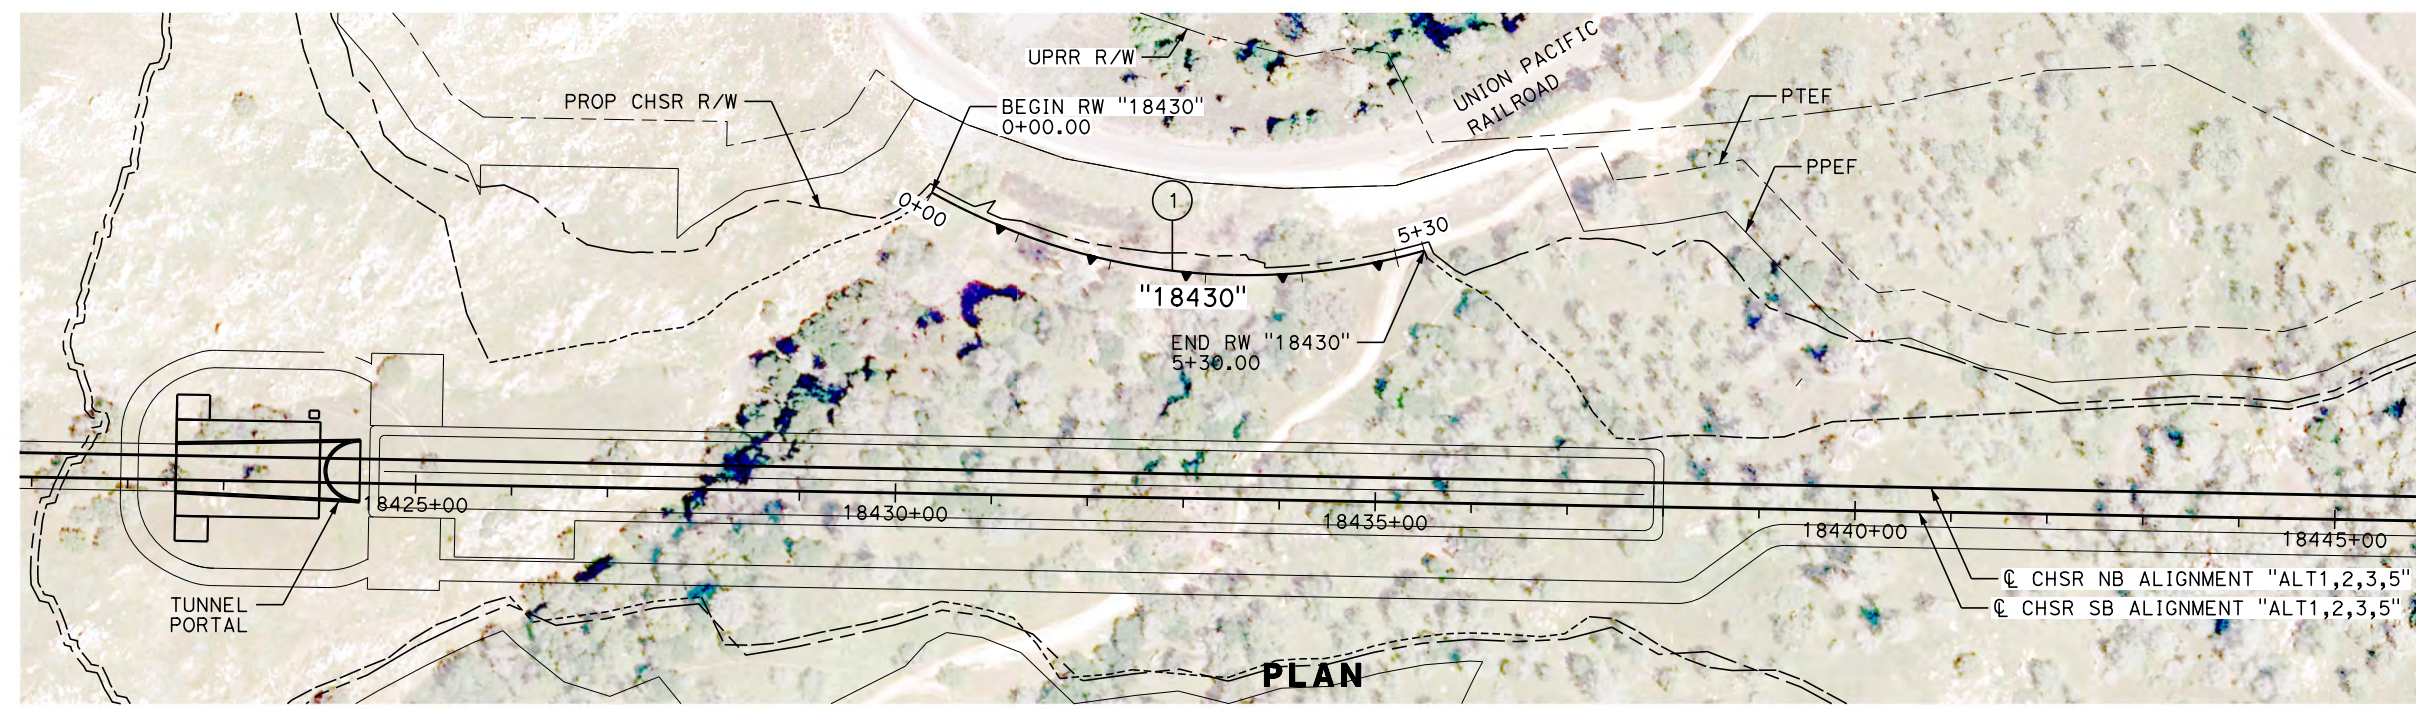 UPRR R/W
UNION PACIFIC
RAILROAD
PROP CHSR R/W
BEGIN RW "18430"
0+00.00
PTEF
PPEF
1
0+00
5+30
"18430"
END RW "18430"
5+30.00
18425+00
18430+00
18435+00
18440+00
18445+00
℄ CHSR NB ALIGNMENT "ALT1,2,3,5"
℄ CHSR SB ALIGNMENT "ALT1,2,3,5"
TUNNEL
PORTAL
PLAN